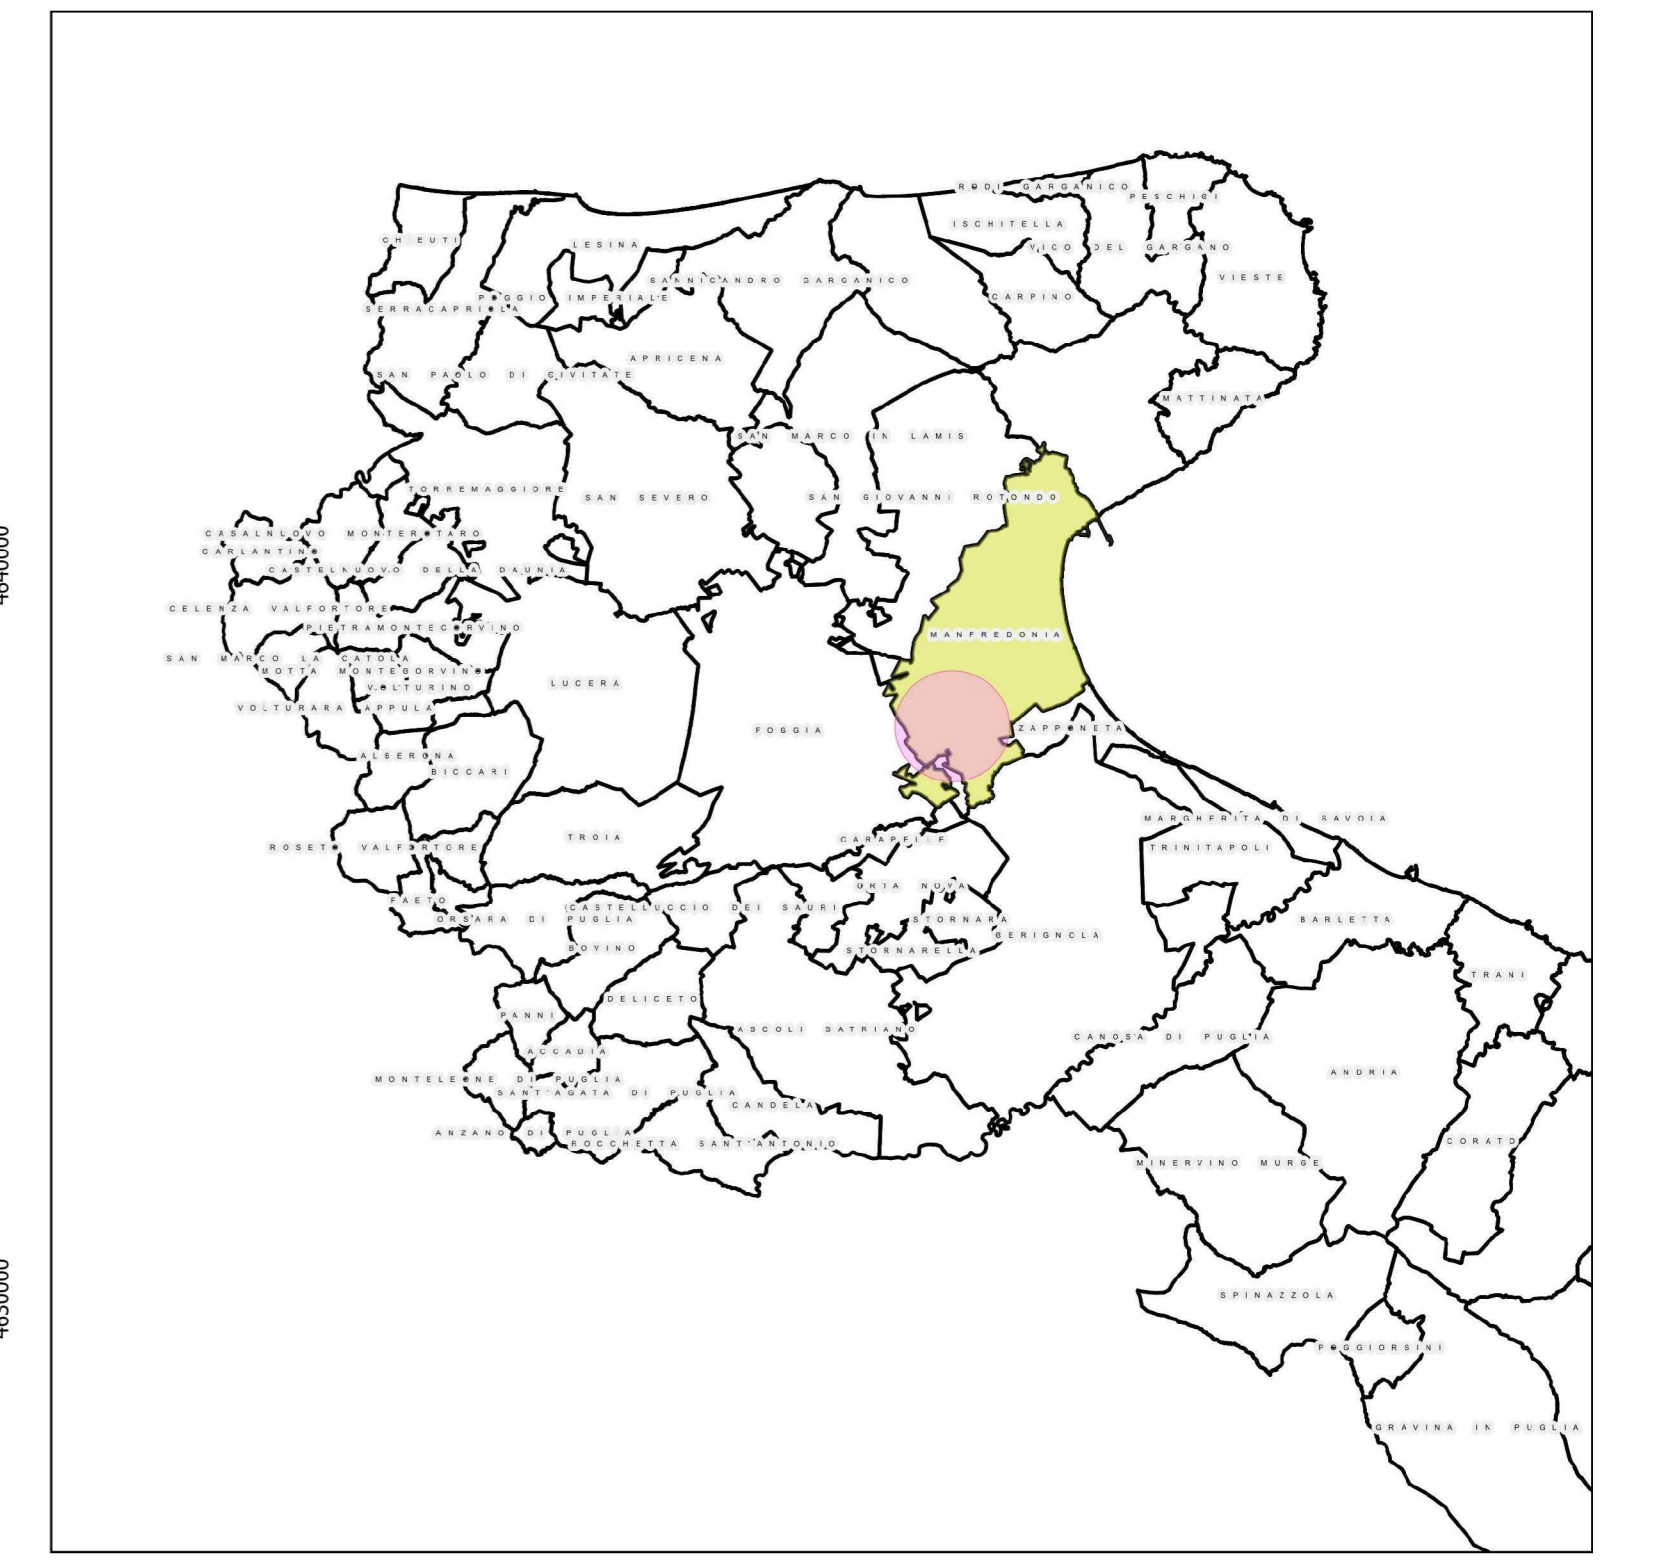 RODI GARGANICO
PESCHICI
ISCHITELLA
CHIEUTI
LESINA
VICO DEL GARGANO
VIESTE
SANNICANDRO GARGANICO
POGGIO IMPERIALE
CARPINO
SERRACAPRIOLA
APRICENA
SAN PAOLO DI CIVITATE
MATTINATA
SAN MARCO IN LAMIS
TORREMAGGIORE
SAN SEVERO
SAN GIOVANNI ROTONDO
CASALNUOVO MONTEROTARO
CARLANTINO
CASTELNUOVO DELLA DAUNIA
4640000
CELENZA VALFORTORE
PIETRAMONTECORVINO
MANFREDONIA
SAN MARCO LA CATOLA
MOTTA MONTECORVINO
LUCERA
VOLTURINO
VOLTURARA APPULA
FOGGIA
ZAPPONETA
ALBERONA
BICCARI
MARGHERITA DI SAVOIA
TROIA
CARAPELLE
ROSETO VALFORTORE
TRINITAPOLI
ORTA NOVA
FAETO
CASTELLUCCIO DEI SAURI
ORSARA DI PUGLIA
STORNARA
BARLETTA
CERIGNOLA
BOVINO
STORNARELLA
TRANI
DELICETO
PANNI
ASCOLI SATRIANO
CANOSA DI PUGLIA
ACCADIA
ANDRIA
MONTELEONE DI PUGLIA
SANT'AGATA DI PUGLIA
CANDELA
ANZANO DI PUGLIA
ROCCHETTA SANT'ANTONIO
CORATO
MINERVINO MURGE
4630000
SPINAZZOLA
POGGIORSINI
GRAVINA IN PUGLIA